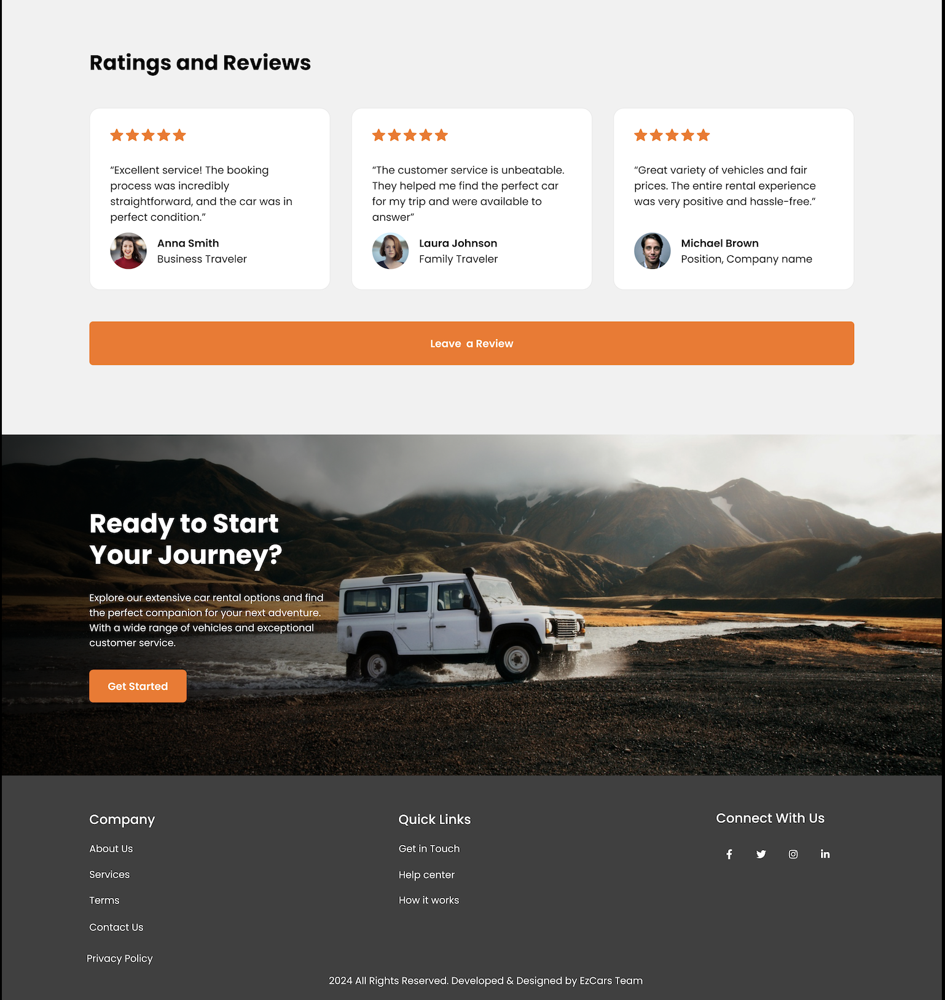 Ratings and Reviews
“Excellent service! The booking
process was incredibly
straightforward, and the car was in
perfect condition.”
Anna Smith
Business Traveler
“The customer service is unbeatable.
They helped me find the perfect car
for my trip and were available to
answer”
Laura Johnson
Family Traveler
“Great variety of vehicles and fair
prices. The entire rental experience
was very positive and hassle-free.”
Michael Brown
Position, Company name
Leave  a Review
Ready to Start
Your Journey?
Explore our extensive car rental options and find
the perfect companion for your next adventure.
With a wide range of vehicles and exceptional
customer service.
Get Started
Company
About Us
Services
Terms
Contact Us
Privacy Policy
Quick Links
Get in Touch
Help center
How it works
Connect With Us
2024 All Rights Reserved. Developed & Designed by EzCars Team